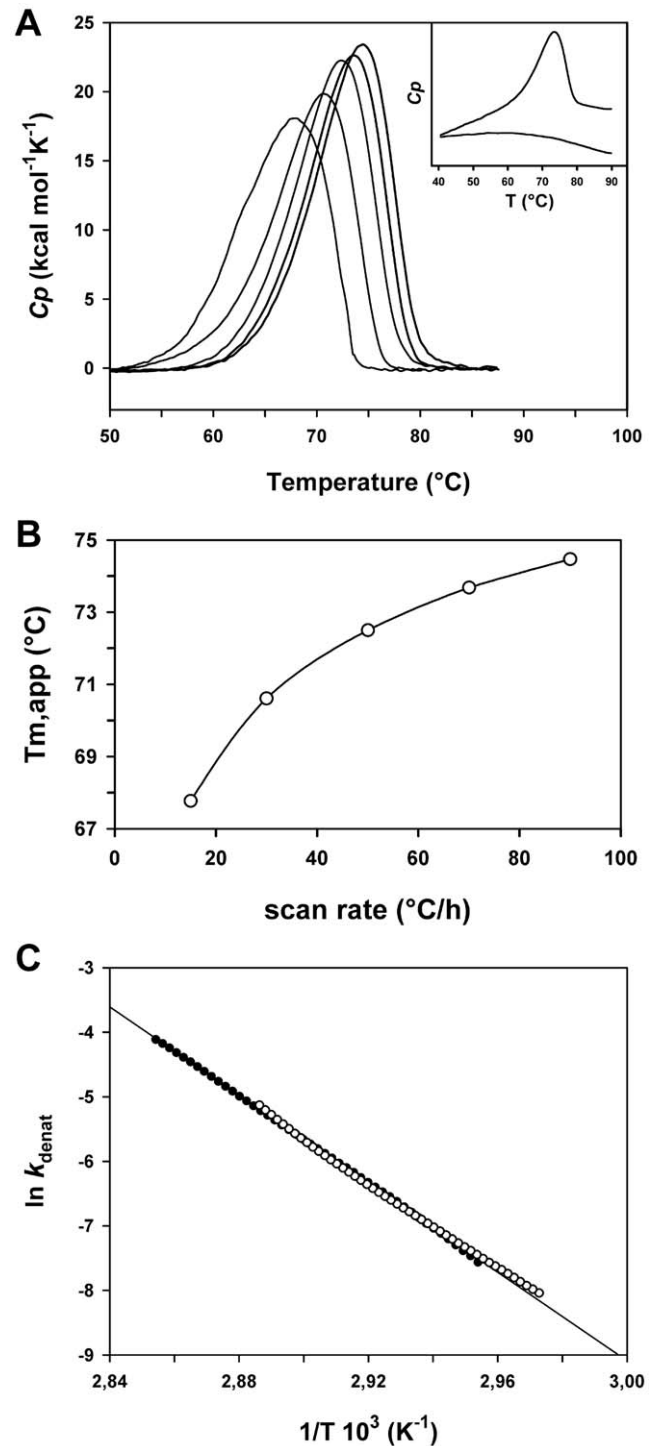 A
Cp (kcal mol⁻¹K⁻¹)
25
20
15
10
5
0
50 60 70 80 90 100
Temperature (°C)
Cp
40 50 60 70 80 90
T (°C)
B
Tm,app (°C)
75
73
71
69
67
0 20 40 60 80 100
scan rate (°C/h)
C
ln kdenat
-3
-4
-5
-6
-7
-8
-9
2,84 2,88 2,92 2,96 3,00
1/T 10³ (K⁻¹)